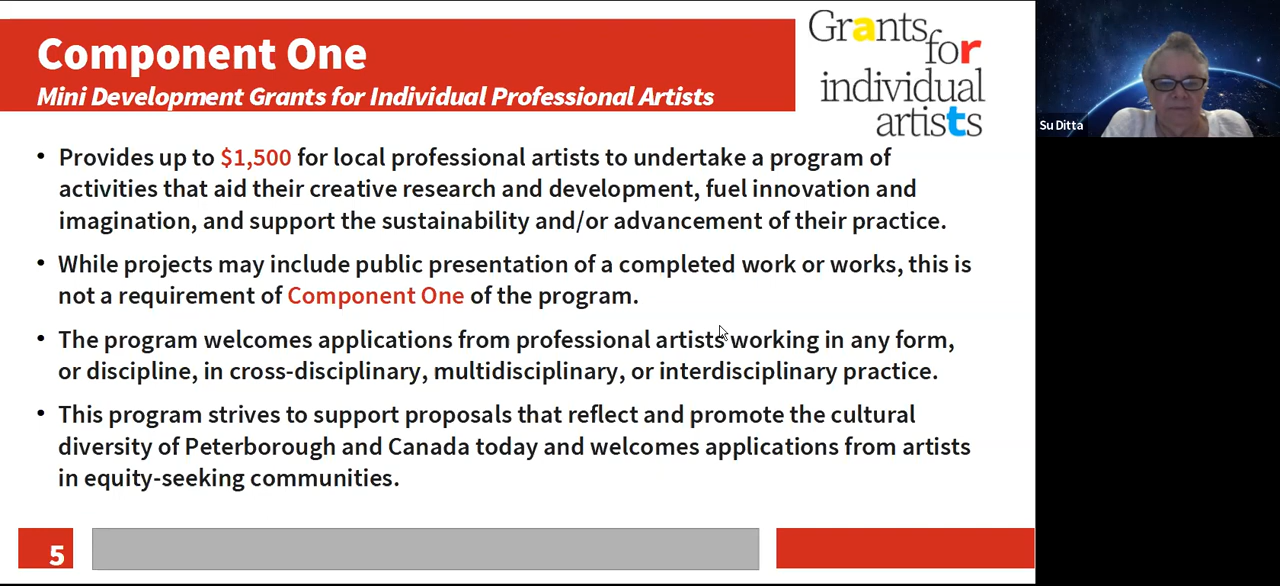 Component One
Mini Development Grants for Individual Professional Artists
Grants
for
individual
artists
Su Ditta
• Provides up to $1,500 for local professional artists to undertake a program of
activities that aid their creative research and development, fuel innovation and
imagination, and support the sustainability and/or advancement of their practice.
• While projects may include public presentation of a completed work or works, this is
not a requirement of Component One of the program.
• The program welcomes applications from professional artists working in any form,
or discipline, in cross-disciplinary, multidisciplinary, or interdisciplinary practice.
• This program strives to support proposals that reflect and promote the cultural
diversity of Peterborough and Canada today and welcomes applications from artists
in equity-seeking communities.
5